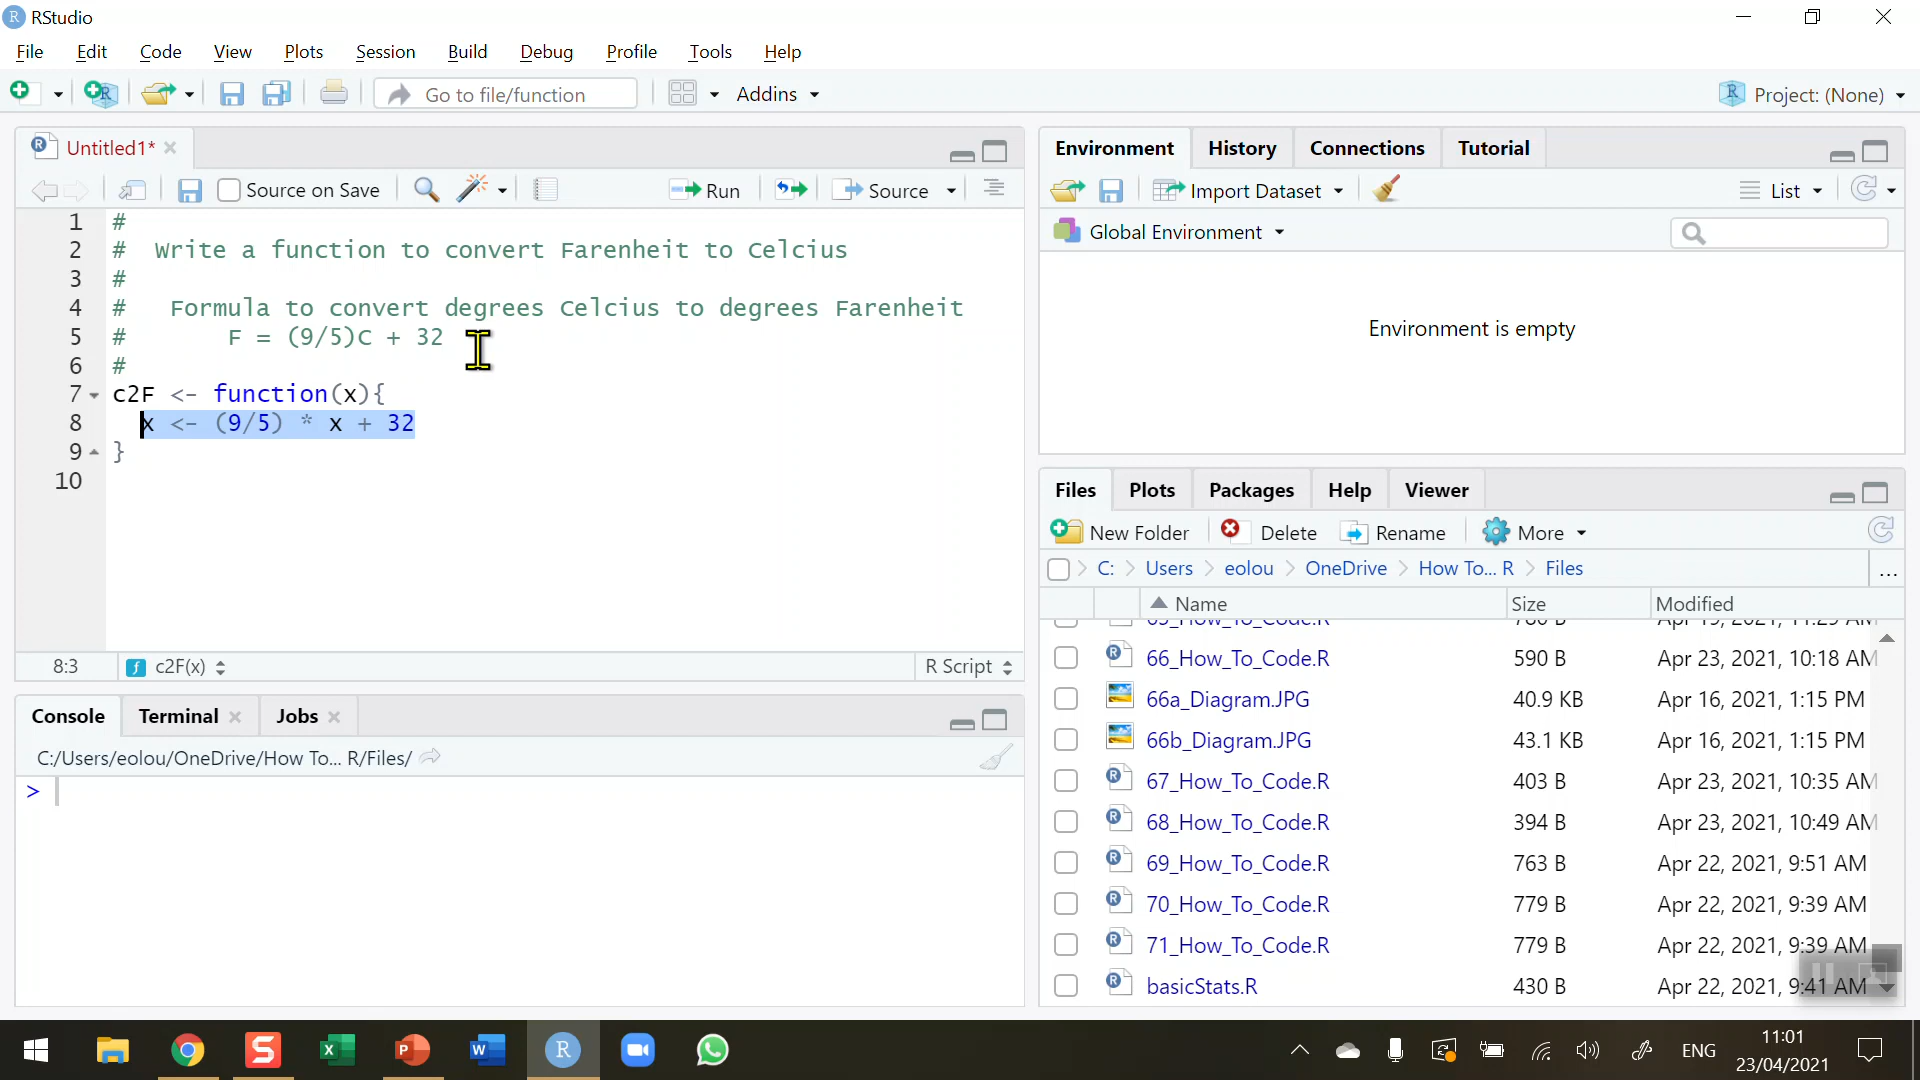 RStudio
File Edit Code View Plots Session Build Debug Profile Tools Help
Go to file/function Addins Project: (None)
Untitled1*
Source on Save Run Source
1 #
2 # Write a function to convert Farenheit to Celcius
3 #
4 # Formula to convert degrees Celcius to degrees Farenheit
5 # F = (9/5)C + 32
6 #
7 c2F <- function(x){
8 x <- (9/5) * x + 32
9 }
10
8:3 c2F(x) R Script
Console Terminal Jobs
C:/Users/eolou/OneDrive/How To... R/Files/
>
Environment History Connections Tutorial
Import Dataset List
Global Environment
Environment is empty
Files Plots Packages Help Viewer
New Folder Delete Rename More
C: Users eolou OneDrive How To... R Files ...
Name Size Modified
66_How_To_Code.R 590 B Apr 23, 2021, 10:18 AM
66a_Diagram.JPG 40.9 KB Apr 16, 2021, 1:15 PM
66b_Diagram.JPG 43.1 KB Apr 16, 2021, 1:15 PM
67_How_To_Code.R 403 B Apr 23, 2021, 10:35 AM
68_How_To_Code.R 394 B Apr 23, 2021, 10:49 AM
69_How_To_Code.R 763 B Apr 22, 2021, 9:51 AM
70_How_To_Code.R 779 B Apr 22, 2021, 9:39 AM
71_How_To_Code.R 779 B Apr 22, 2021, 9:39 AM
basicStats.R 430 B Apr 22, 2021, 9:41 AM
ENG
11:01
23/04/2021